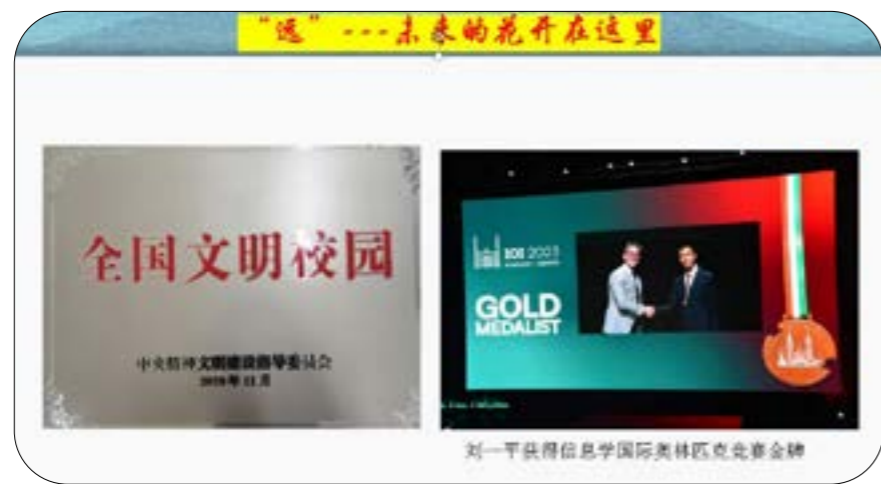 “远”---未来的花开在这里
全国文明校园
中央精神文明建设指导委员会
IOI 2023
GOLD
MEDALIST
刘一平获得信息学国际奥林匹克竞赛金牌